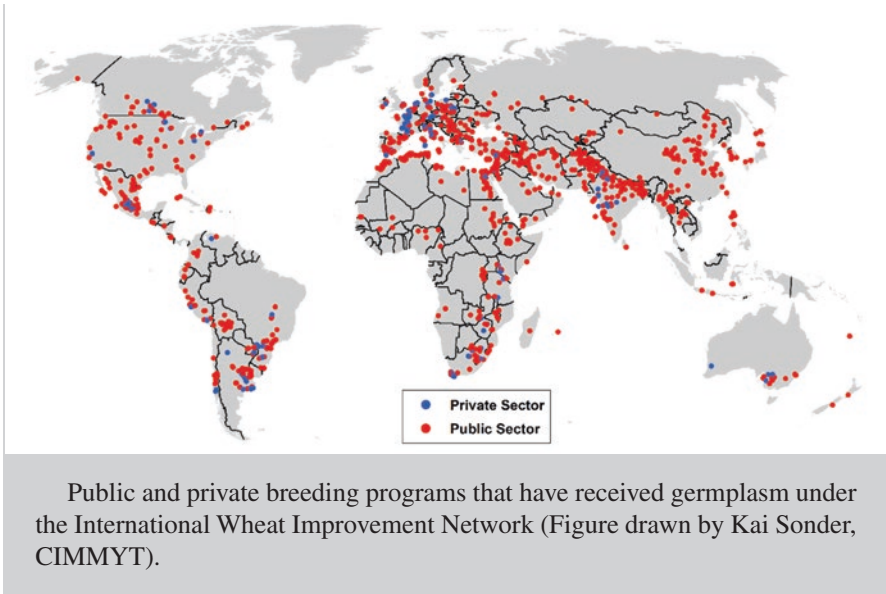 Private Sector
Public Sector
Public and private breeding programs that have received germplasm under
the International Wheat Improvement Network (Figure drawn by Kai Sonder,
CIMMYT).